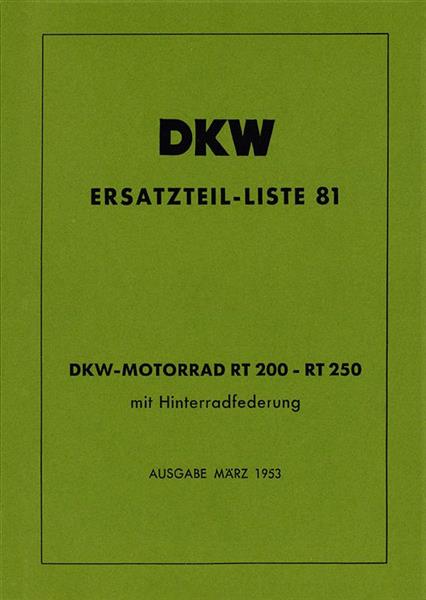 DKW
ERSATZTEIL-LISTE 81
DKW-MOTORRAD RT 200 - RT 250
mit Hinterradfederung
AUSGABE MÄRZ 1953